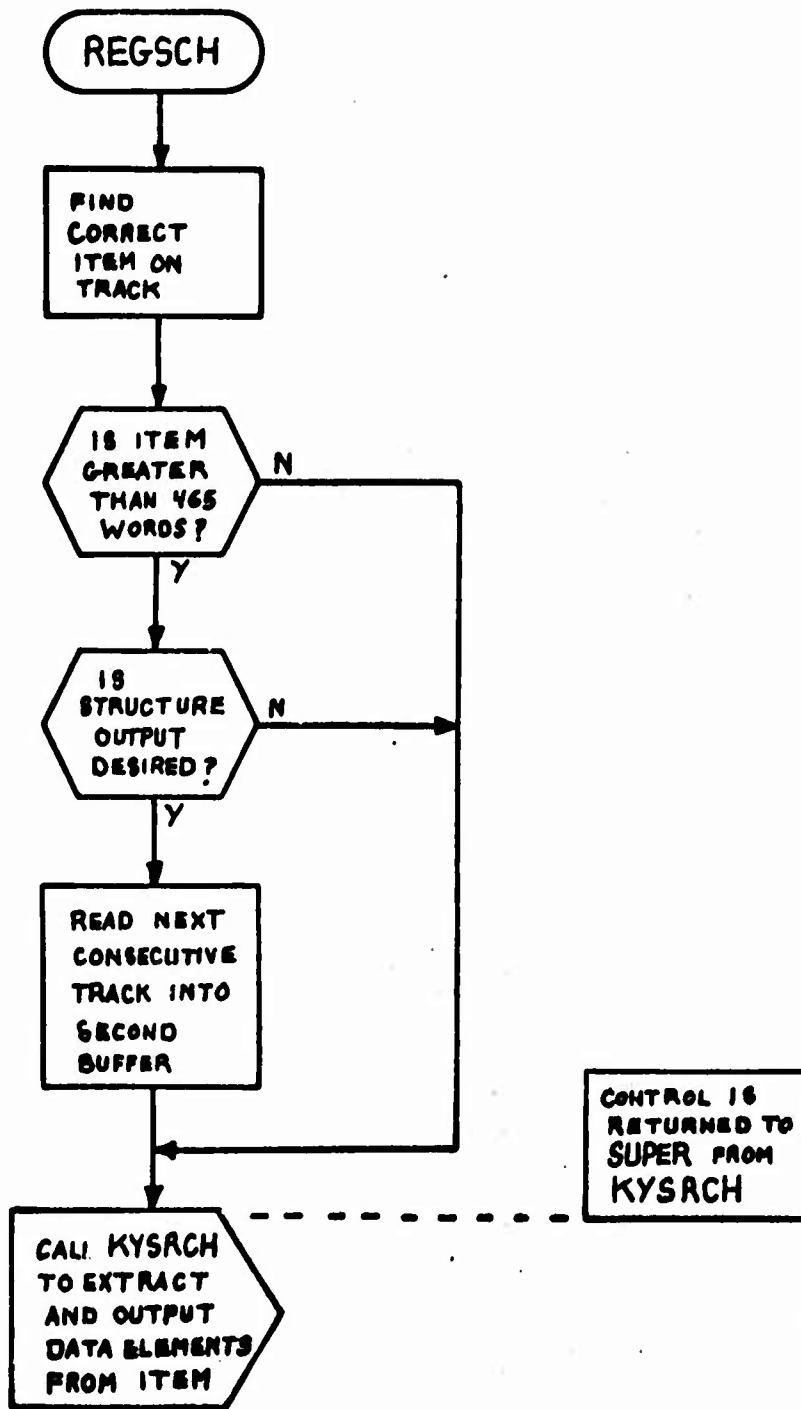 REGSCH
FIND
CORRECT
ITEM ON
TRACK
IS ITEM
GREATER
THAN 465
WORDS?
N
Y
IS
STRUCTURE
OUTPUT
DESIRED?
N
Y
READ NEXT
CONSECUTIVE
TRACK INTO
SECOND
BUFFER
CONTROL IS
RETURNED TO
SUPER FROM
KYSRCH
CALL KYSRCH
TO EXTRACT
AND OUTPUT
DATA ELEMENTS
FROM ITEM